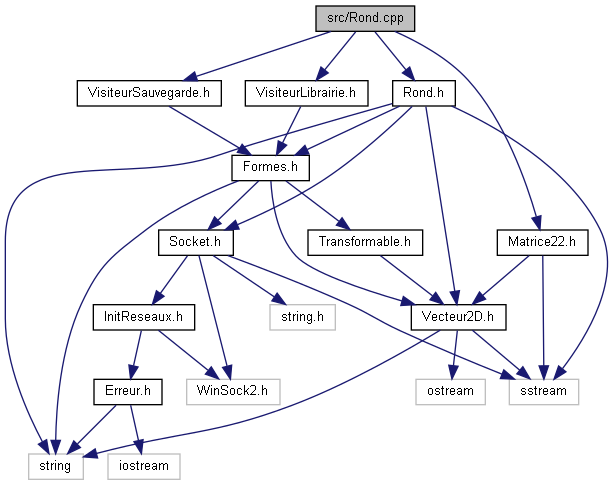 src/Rond.cpp
VisiteurSauvegarde.h
VisiteurLibrairie.h
Rond.h
Formes.h
Socket.h
Transformable.h
Matrice22.h
InitReseaux.h
string.h
Vecteur2D.h
Erreur.h
WinSock2.h
ostream
sstream
string
iostream